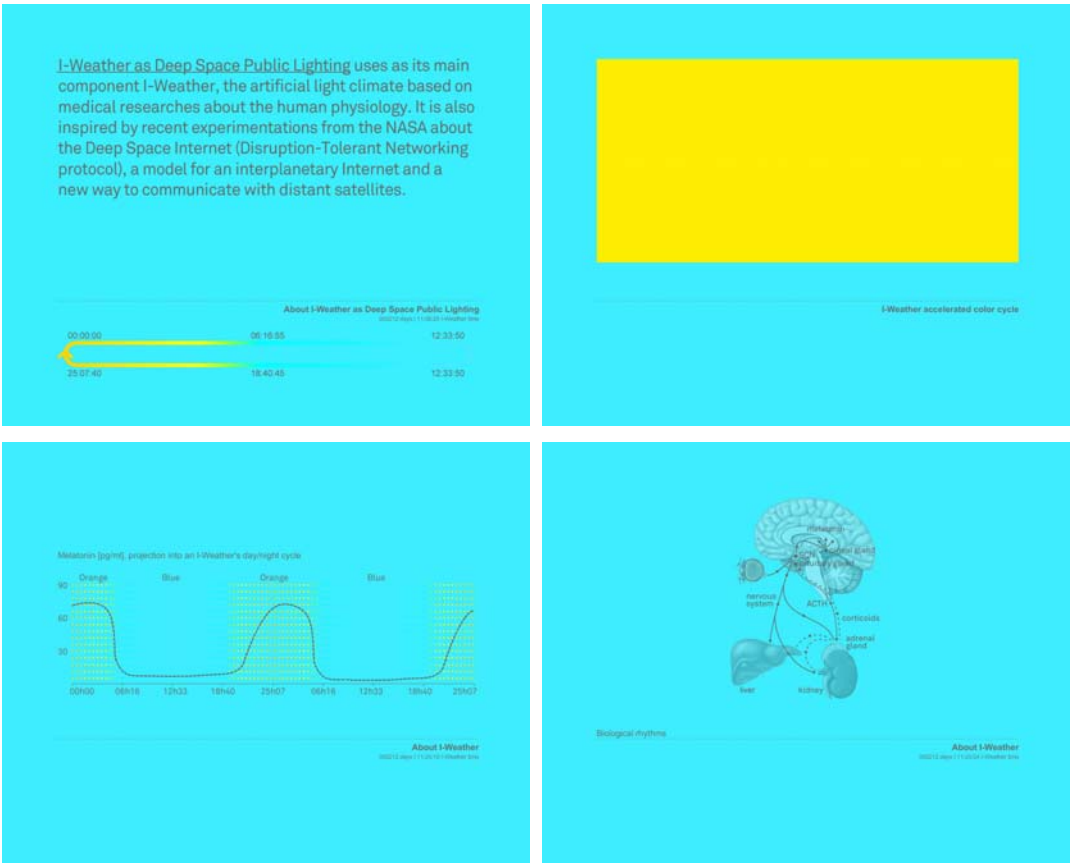 I-Weather as Deep Space Public Lighting uses as its main
component I-Weather, the artificial light climate based on
medical researches about the human physiology. It is also
inspired by recent experimentations from the NASA about
the Deep Space Internet (Disruption-Tolerant Networking
protocol), a model for an interplanetary Internet and a
new way to communicate with distant satellites.
About I-Weather as Deep Space Public Lighting
00:00:00 06:16:55 12:33:50
25:07:40 18:40:45 12:33:50
I-Weather accelerated color cycle
Melatonin [pg/ml], projection into an I-Weather's day/night cycle
Orange Blue Orange Blue
90
60
30
00h00 06h16 12h33 18h40 25h07 06h16 12h33 18h40 25h07
About I-Weather
nervous
system
ACTH
corticoids
adrenal
gland
liver
kidney
Biological rhythms
About I-Weather